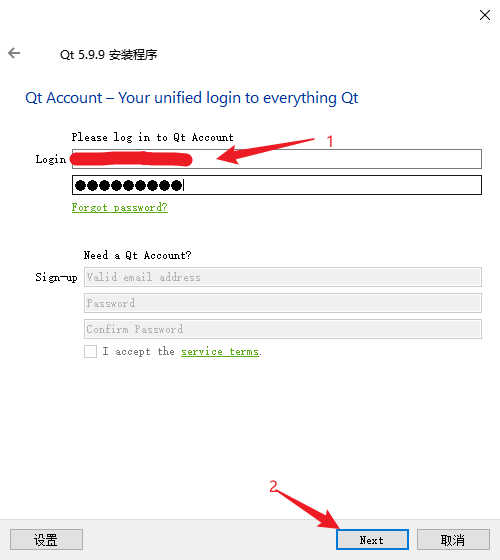 Qt 5.9.9 安装程序
Qt Account – Your unified login to everything Qt
Please log in to Qt Account
1
Login
●●●●●●●●●
Forgot password?
Need a Qt Account?
Sign-up
Valid email address
Password
Confirm Password
I accept the service terms.
2
设置
Next
取消